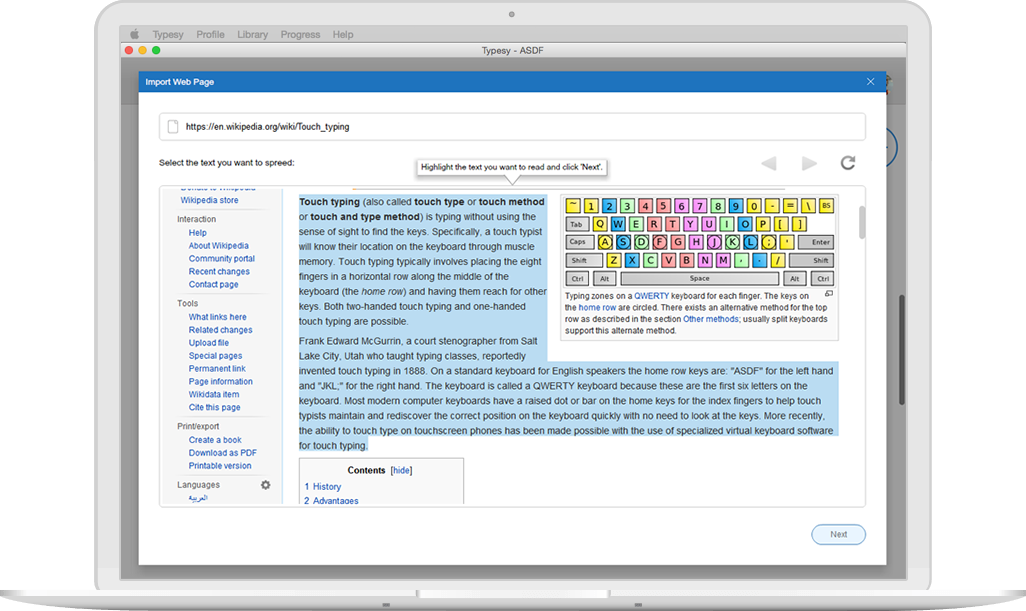 Typesy Profile Library Progress Help
Typesy - ASDF
Import Web Page
https://en.wikipedia.org/wiki/Touch_typing
Select the text you want to spreed:
Highlight the text you want to read and click 'Next'.
Wikipedia store
Interaction
Help
About Wikipedia
Community portal
Recent changes
Contact page
Tools
What links here
Related changes
Upload file
Special pages
Permanent link
Page information
Wikidata item
Cite this page
Print/export
Create a book
Download as PDF
Printable version
Languages
العربية
Touch typing (also called touch type or touch method
or touch and type method) is typing without using the
sense of sight to find the keys. Specifically, a touch typist
will know their location on the keyboard through muscle
memory. Touch typing typically involves placing the eight
fingers in a horizontal row along the middle of the
keyboard (the home row) and having them reach for other
keys. Both two-handed touch typing and one-handed
touch typing are possible.
Frank Edward McGurrin, a court stenographer from Salt
Lake City, Utah who taught typing classes, reportedly
invented touch typing in 1888. On a standard keyboard for English speakers the home row keys are: "ASDF" for the left hand
and "JKL;" for the right hand. The keyboard is called a QWERTY keyboard because these are the first six letters on the
keyboard. Most modern computer keyboards have a raised dot or bar on the home keys for the index fingers to help touch
typists maintain and rediscover the correct position on the keyboard quickly with no need to look at the keys. More recently,
the ability to touch type on touchscreen phones has been made possible with the use of specialized virtual keyboard software
for touch typing.
~ 1 2 3 4 5 6 7 8 9 0 - = \ BS
Tab Q W E R T Y U I O P [ ]
Caps A S D F G H J K L ; ' Enter
Shift Z X C V B N M , . / Shift
Ctrl Alt Space Alt Ctrl
Typing zones on a QWERTY keyboard for each finger. The keys on
the home row are circled. There exists an alternative method for the top
row as described in the section Other methods; usually split keyboards
support this alternate method.
Contents [hide]
1 History
2 Advantages
Next